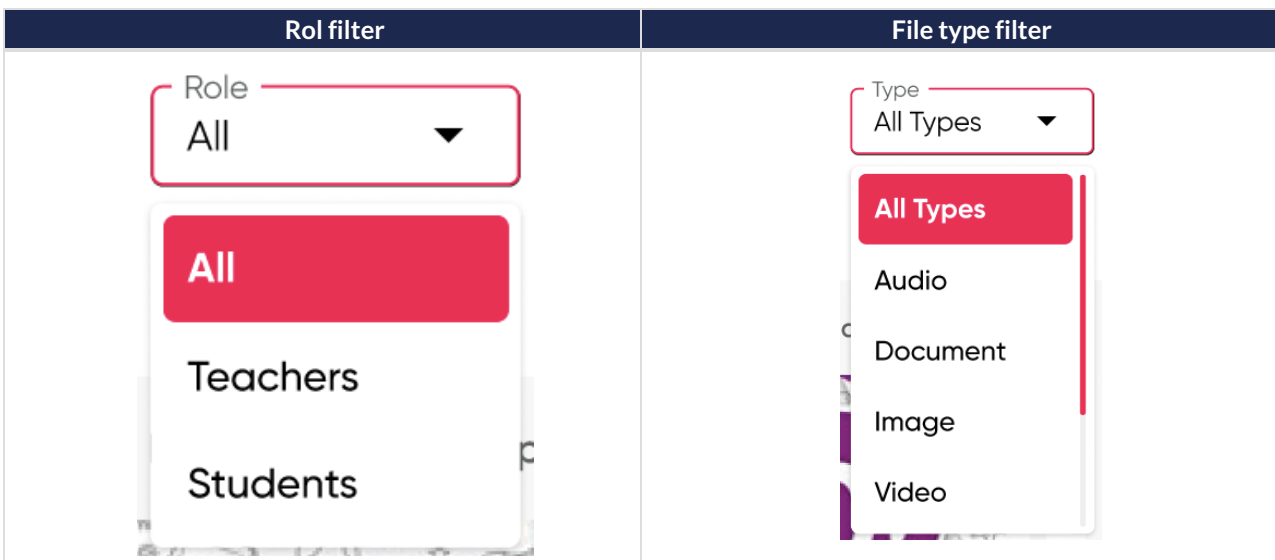 Rol filter
File type filter
Role
All
All
Teachers
Students
Type
All Types
All Types
Audio
Document
Image
Video